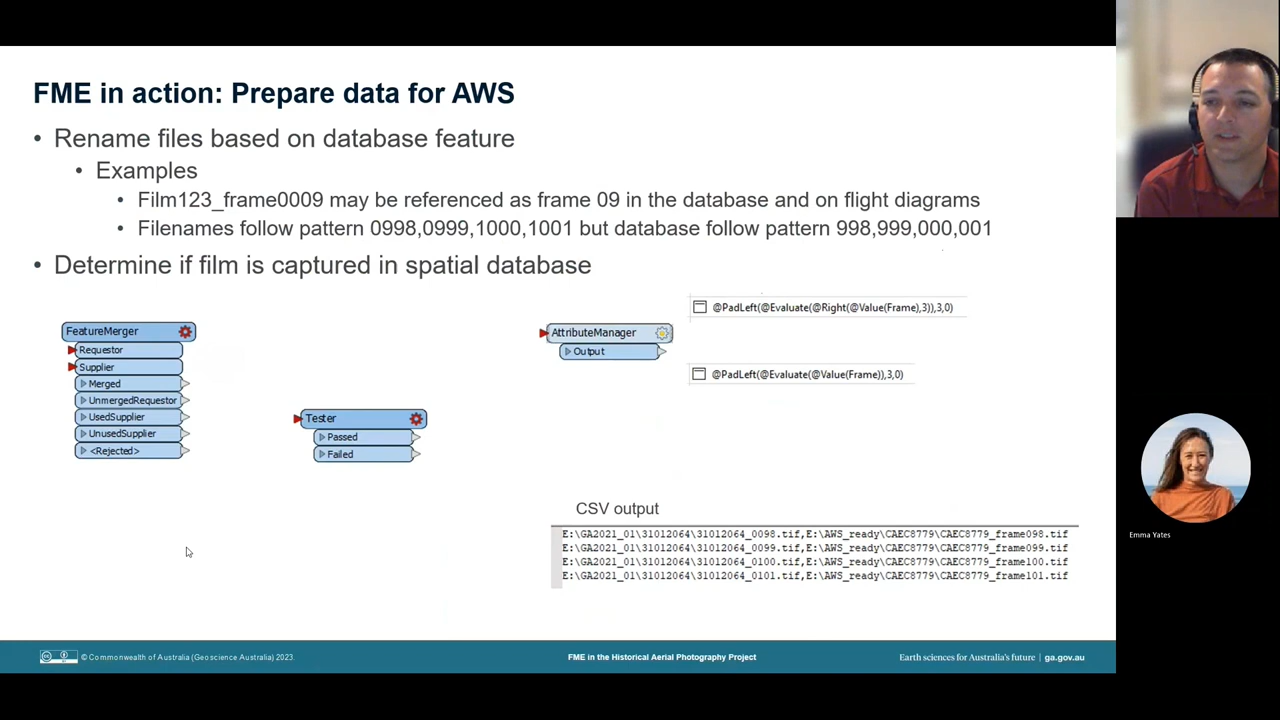 FME in action: Prepare data for AWS
• Rename files based on database feature
• Examples
• Film123_frame0009 may be referenced as frame 09 in the database and on flight diagrams
• Filenames follow pattern 0998,0999,1000,1001 but database follow pattern 998,999,000,001
• Determine if film is captured in spatial database
FeatureMerger
Requestor
Supplier
Merged
UnmergedRequestor
UsedSupplier
UnusedSupplier
<Rejected>
Tester
Passed
Failed
AttributeManager
Output
@PadLeft(@Evaluate(@Right(@Value(Frame),3)),3,0)
@PadLeft(@Evaluate(@Value(Frame)),3,0)
CSV output
E:\GA2021_01\31012064\31012064_0098.tif,E:\AWS_ready\CAEC8779\CAEC8779_frame098.tif
E:\GA2021_01\31012064\31012064_0099.tif,E:\AWS_ready\CAEC8779\CAEC8779_frame099.tif
E:\GA2021_01\31012064\31012064_0100.tif,E:\AWS_ready\CAEC8779\CAEC8779_frame100.tif
E:\GA2021_01\31012064\31012064_0101.tif,E:\AWS_ready\CAEC8779\CAEC8779_frame101.tif
Emma Yates
© Commonwealth of Australia (Geoscience Australia) 2023.
FME in the Historical Aerial Photography Project
Earth sciences for Australia's future | ga.gov.au